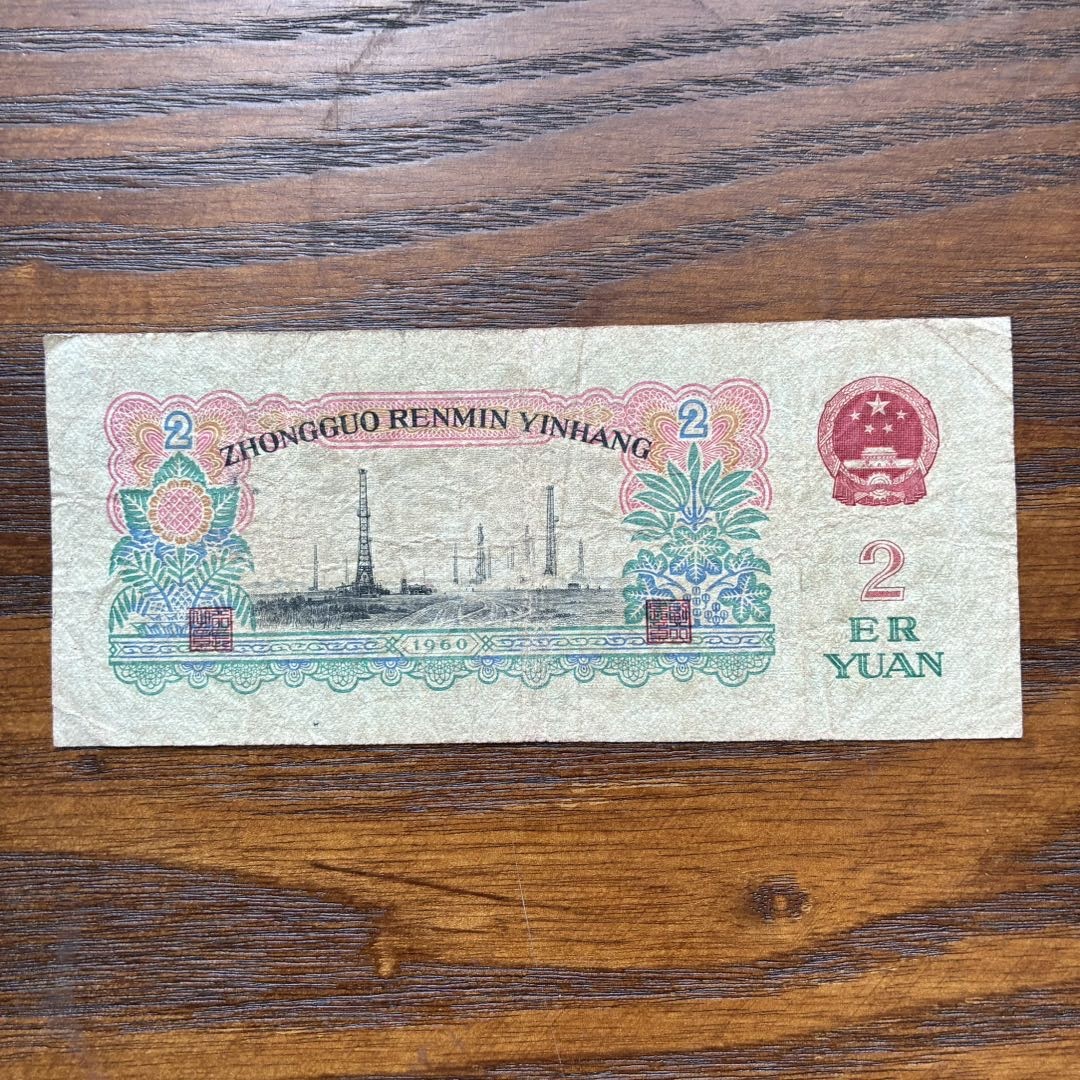 2
ZHONGGUO RENMIN YINHANG
2
1960
2
ER
YUAN